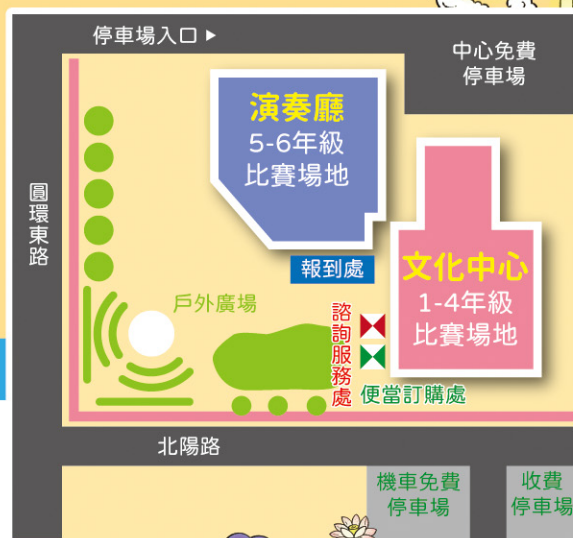 停車場入口 ▶
中心免費
停車場
演奏廳
5-6年級
比賽場地
圓環東路
報到處
文化中心
1-4年級
比賽場地
戶外廣場
諮詢服務處
便當訂購處
北陽路
機車免費
停車場
收費
停車場